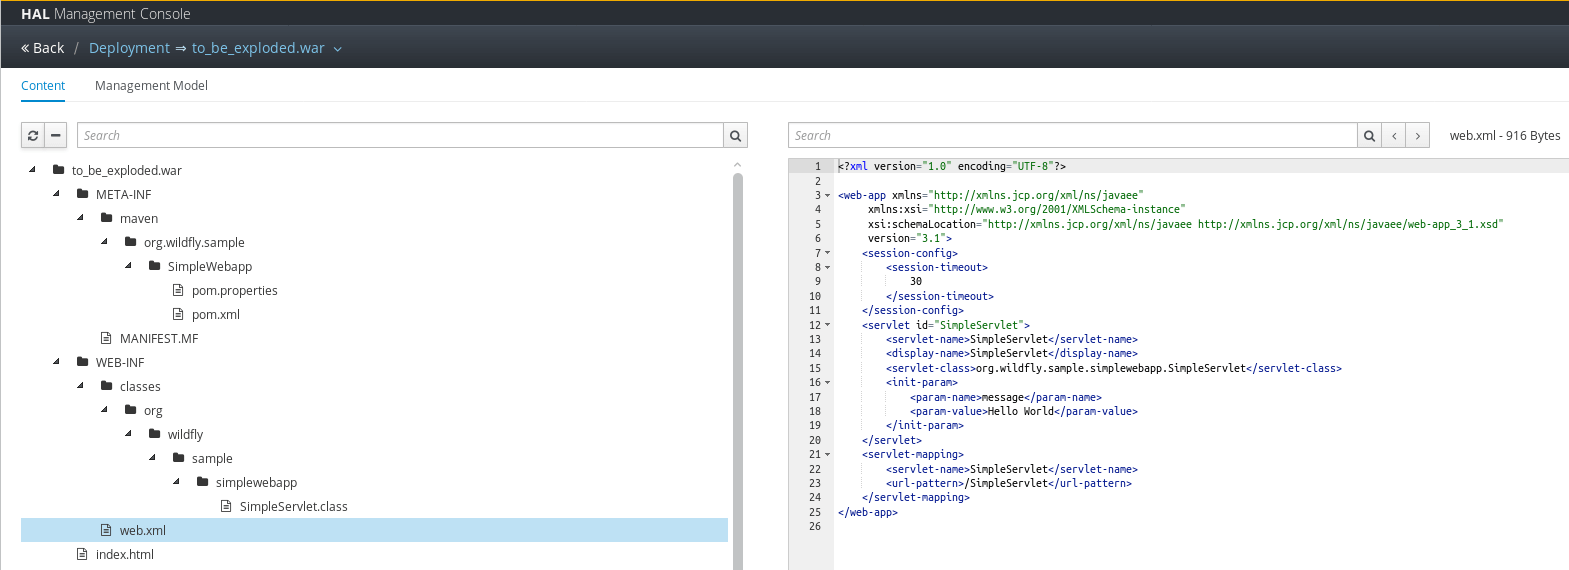 HAL Management Console
« Back / Deployment ⇒ to_be_exploded.war
Content Management Model
Search
to_be_exploded.war
META-INF
maven
org.wildfly.sample
SimpleWebapp
pom.properties
pom.xml
MANIFEST.MF
WEB-INF
classes
org
wildfly
sample
simplewebapp
SimpleServlet.class
web.xml
index.html
Search
web.xml - 916 Bytes
1 <?xml version="1.0" encoding="UTF-8"?>
2
3 <web-app xmlns="http://xmlns.jcp.org/xml/ns/javaee"
4 xmlns:xsi="http://www.w3.org/2001/XMLSchema-instance"
5 xsi:schemaLocation="http://xmlns.jcp.org/xml/ns/javaee http://xmlns.jcp.org/xml/ns/javaee/web-app_3_1.xsd"
6 version="3.1">
7 <session-config>
8 <session-timeout>
9 30
10 </session-timeout>
11 </session-config>
12 <servlet id="SimpleServlet">
13 <servlet-name>SimpleServlet</servlet-name>
14 <display-name>SimpleServlet</display-name>
15 <servlet-class>org.wildfly.sample.simplewebapp.SimpleServlet</servlet-class>
16 <init-param>
17 <param-name>message</param-name>
18 <param-value>Hello World</param-value>
19 </init-param>
20 </servlet>
21 <servlet-mapping>
22 <servlet-name>SimpleServlet</servlet-name>
23 <url-pattern>/SimpleServlet</url-pattern>
24 </servlet-mapping>
25 </web-app>
26